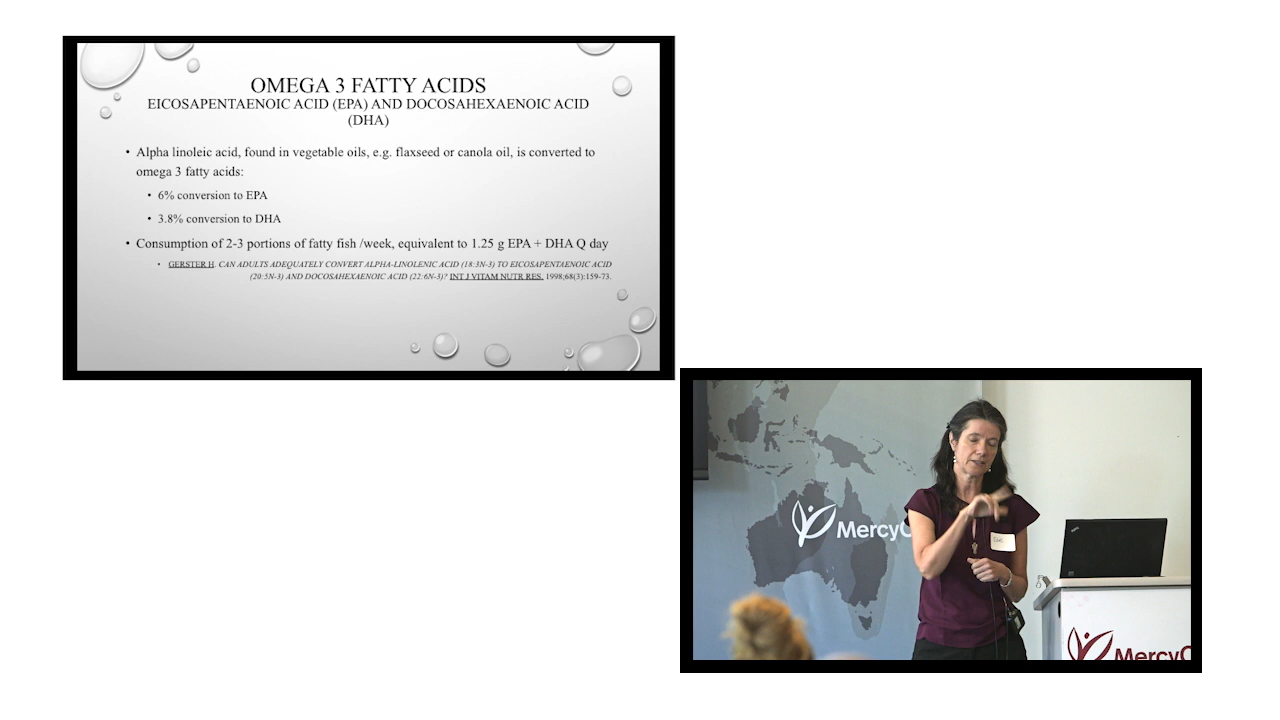 OMEGA 3 FATTY ACIDS
EICOSAPENTAENOIC ACID (EPA) AND DOCOSAHEXAENOIC ACID
(DHA)
• Alpha linoleic acid, found in vegetable oils, e.g. flaxseed or canola oil, is converted to
omega 3 fatty acids:
• 6% conversion to EPA
• 3.8% conversion to DHA
• Consumption of 2-3 portions of fatty fish /week, equivalent to 1.25 g EPA + DHA Q day
• GERSTER H. CAN ADULTS ADEQUATELY CONVERT ALPHA-LINOLENIC ACID (18:3N-3) TO EICOSAPENTAENOIC ACID
(20:5N-3) AND DOCOSAHEXAENOIC ACID (22:6N-3)? INT J VITAM NUTR RES. 1998;68(3):159-73.
Mercy
Mercy